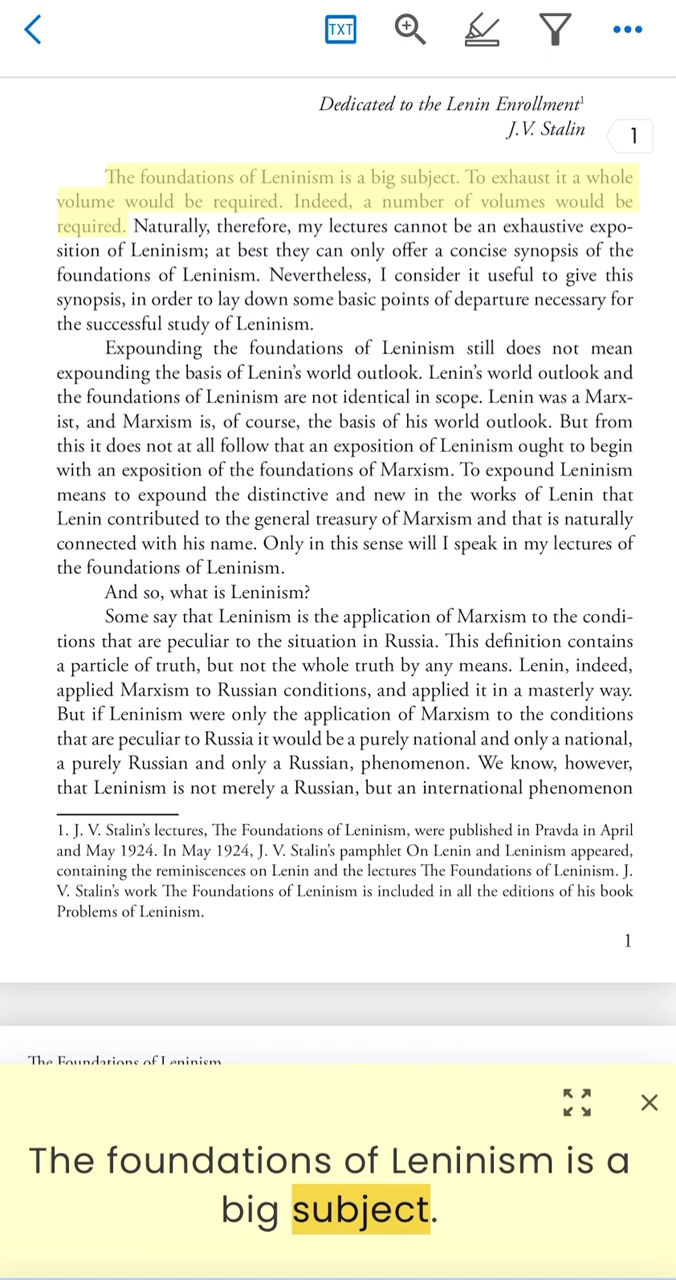 TXT
Dedicated to the Lenin Enrollment¹
J.V. Stalin
1
The foundations of Leninism is a big subject. To exhaust it a whole
volume would be required. Indeed, a number of volumes would be
required. Naturally, therefore, my lectures cannot be an exhaustive expo-
sition of Leninism; at best they can only offer a concise synopsis of the
foundations of Leninism. Nevertheless, I consider it useful to give this
synopsis, in order to lay down some basic points of departure necessary for
the successful study of Leninism.
Expounding the foundations of Leninism still does not mean
expounding the basis of Lenin's world outlook. Lenin's world outlook and
the foundations of Leninism are not identical in scope. Lenin was a Marx-
ist, and Marxism is, of course, the basis of his world outlook. But from
this it does not at all follow that an exposition of Leninism ought to begin
with an exposition of the foundations of Marxism. To expound Leninism
means to expound the distinctive and new in the works of Lenin that
Lenin contributed to the general treasury of Marxism and that is naturally
connected with his name. Only in this sense will I speak in my lectures of
the foundations of Leninism.
And so, what is Leninism?
Some say that Leninism is the application of Marxism to the condi-
tions that are peculiar to the situation in Russia. This definition contains
a particle of truth, but not the whole truth by any means. Lenin, indeed,
applied Marxism to Russian conditions, and applied it in a masterly way.
But if Leninism were only the application of Marxism to the conditions
that are peculiar to Russia it would be a purely national and only a national,
a purely Russian and only a Russian, phenomenon. We know, however,
that Leninism is not merely a Russian, but an international phenomenon
1. J. V. Stalin's lectures, The Foundations of Leninism, were published in Pravda in April
and May 1924. In May 1924, J. V. Stalin's pamphlet On Lenin and Leninism appeared,
containing the reminiscences on Lenin and the lectures The Foundations of Leninism. J.
V. Stalin's work The Foundations of Leninism is included in all the editions of his book
Problems of Leninism.
1
The Foundations of Leninism
The foundations of Leninism is a
big subject.